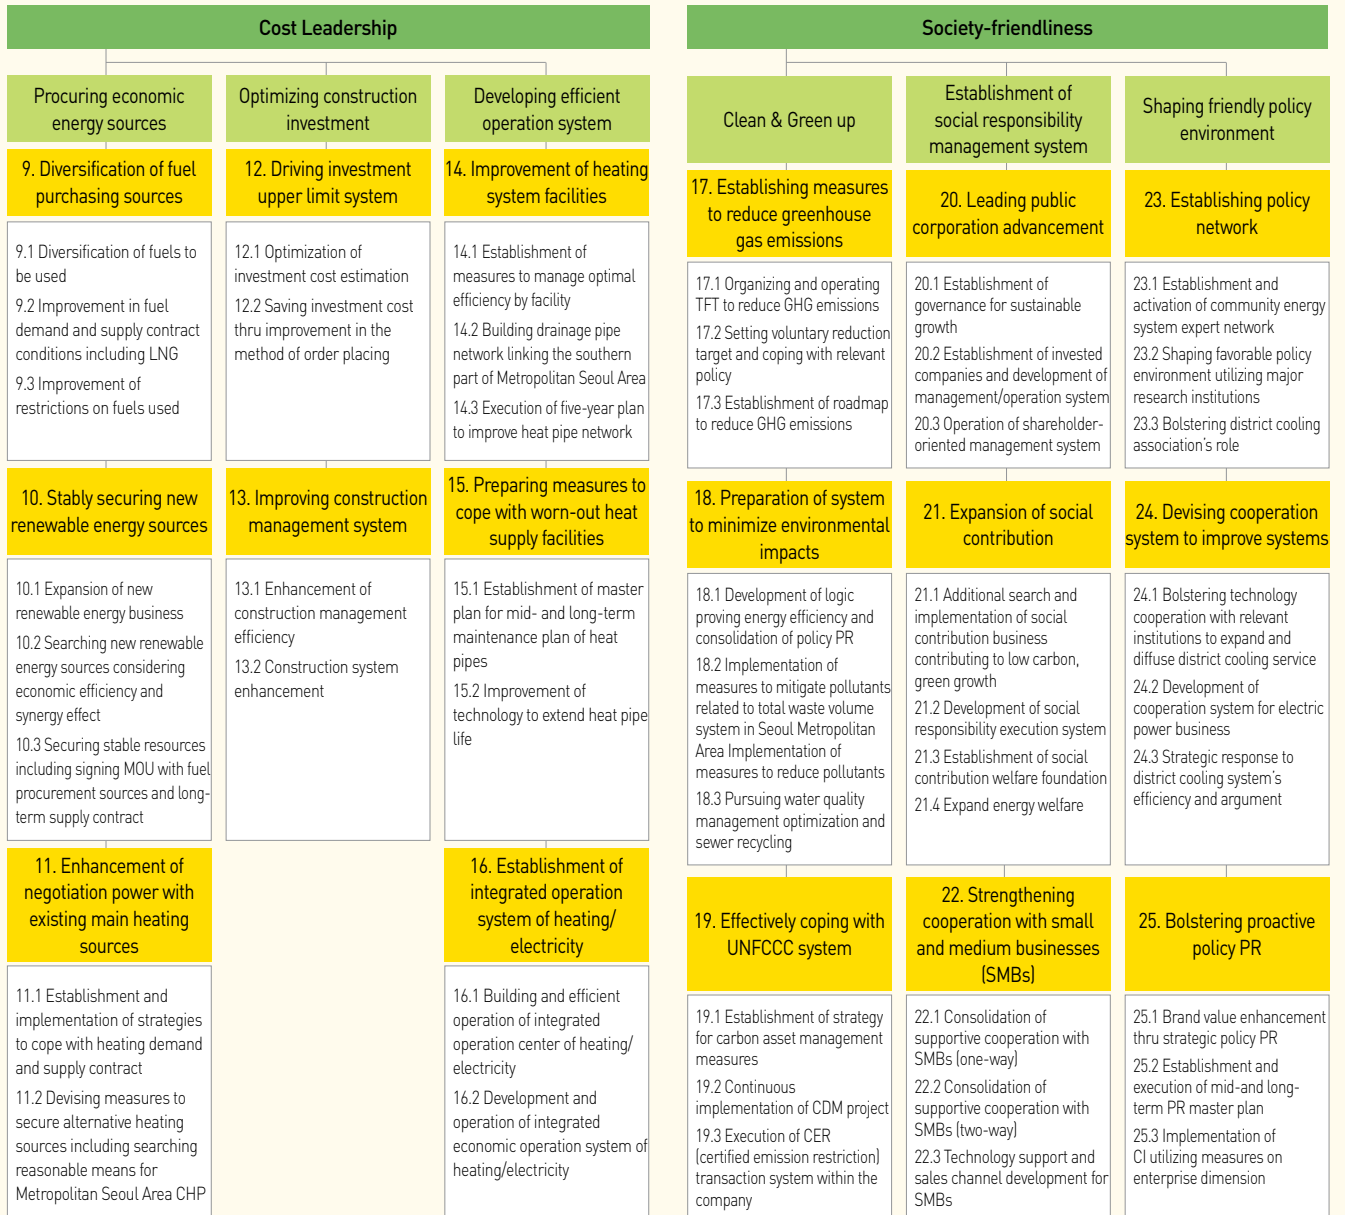 Cost Leadership
Procuring economic
energy sources
9. Diversification of fuel
purchasing sources
9.1 Diversification of fuels to
be used
9.2 Improvement in fuel
demand and supply contract
conditions including LNG
9.3 Improvement of
restrictions on fuels used
10. Stably securing new
renewable energy sources
10.1 Expansion of new
renewable energy business
10.2 Searching new renewable
energy sources considering
economic efficiency and
synergy effect
10.3 Securing stable resources
including signing MOU with fuel
procurement sources and long-
term supply contract
11. Enhancement of
negotiation power with
existing main heating
sources
11.1 Establishment and
implementation of strategies
to cope with heating demand
and supply contract
11.2 Devising measures to
secure alternative heating
sources including searching
reasonable means for
Metropolitan Seoul Area CHP
Optimizing construction
investment
12. Driving investment
upper limit system
12.1 Optimization of
investment cost estimation
12.2 Saving investment cost
thru improvement in the
method of order placing
13. Improving construction
management system
13.1 Enhancement of
construction management
efficiency
13.2 Construction system
enhancement
Developing efficient
operation system
14. Improvement of heating
system facilities
14.1 Establishment of
measures to manage optimal
efficiency by facility
14.2 Building drainage pipe
network linking the southern
part of Metropolitan Seoul Area
14.3 Execution of five-year plan
to improve heat pipe network
15. Preparing measures to
cope with worn-out heat
supply facilities
15.1 Establishment of master
plan for mid- and long-term
maintenance plan of heat
pipes
15.2 Improvement of
technology to extend heat pipe
life
16. Establishment of
integrated operation
system of heating/
electricity
16.1 Building and efficient
operation of integrated
operation center of heating/
electricity
16.2 Development and
operation of integrated
economic operation system of
heating/electricity
Society-friendliness
Clean & Green up
17. Establishing measures
to reduce greenhouse
gas emissions
17.1 Organizing and operating
TFT to reduce GHG emissions
17.2 Setting voluntary reduction
target and coping with relevant
policy
17.3 Establishment of roadmap
to reduce GHG emissions
18. Preparation of system
to minimize environmental
impacts
18.1 Development of logic
proving energy efficiency and
consolidation of policy PR
18.2 Implementation of
measures to mitigate pollutants
related to total waste volume
system in Seoul Metropolitan
Area Implementation of
measures to reduce pollutants
18.3 Pursuing water quality
management optimization and
sewer recycling
19. Effectively coping with
UNFCCC system
19.1 Establishment of strategy
for carbon asset management
measures
19.2 Continuous
implementation of CDM project
19.3 Execution of CER
(certified emission restriction)
transaction system within the
company
Establishment of
social responsibility
management system
20. Leading public
corporation advancement
20.1 Establishment of
governance for sustainable
growth
20.2 Establishment of invested
companies and development of
management/operation system
20.3 Operation of shareholder-
oriented management system
21. Expansion of social
contribution
21.1 Additional search and
implementation of social
contribution business
contributing to low carbon,
green growth
21.2 Development of social
responsibility execution system
21.3 Establishment of social
contribution welfare foundation
21.4 Expand energy welfare
22. Strengthening
cooperation with small
and medium businesses
(SMBs)
22.1 Consolidation of
supportive cooperation with
SMBs (one-way)
22.2 Consolidation of
supportive cooperation with
SMBs (two-way)
22.3 Technology support and
sales channel development for
SMBs
Shaping friendly policy
environment
23. Establishing policy
network
23.1 Establishment and
activation of community energy
system expert network
23.2 Shaping favorable policy
environment utilizing major
research institutions
23.3 Bolstering district cooling
association's role
24. Devising cooperation
system to improve systems
24.1 Bolstering technology
cooperation with relevant
institutions to expand and
diffuse district cooling service
24.2 Development of
cooperation system for electric
power business
24.3 Strategic response to
district cooling system's
efficiency and argument
25. Bolstering proactive
policy PR
25.1 Brand value enhancement
thru strategic policy PR
25.2 Establishment and
execution of mid-and long-
term PR master plan
25.3 Implementation of
CI utilizing measures on
enterprise dimension